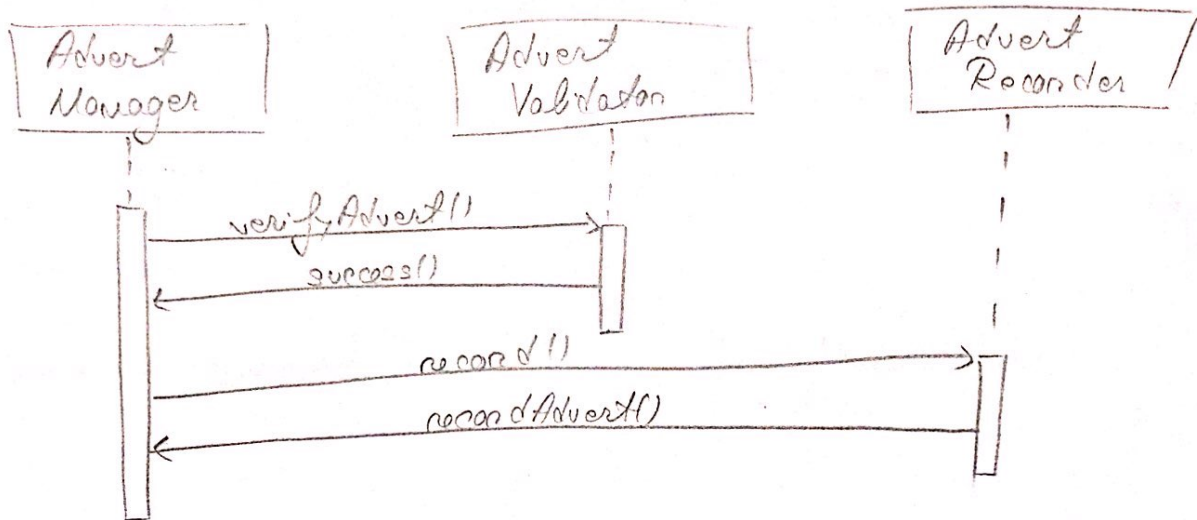 Advert
Manager
Advert
Validator
Advert
Recorder
verifyAdvert()
success()
record()
recordAdvert()